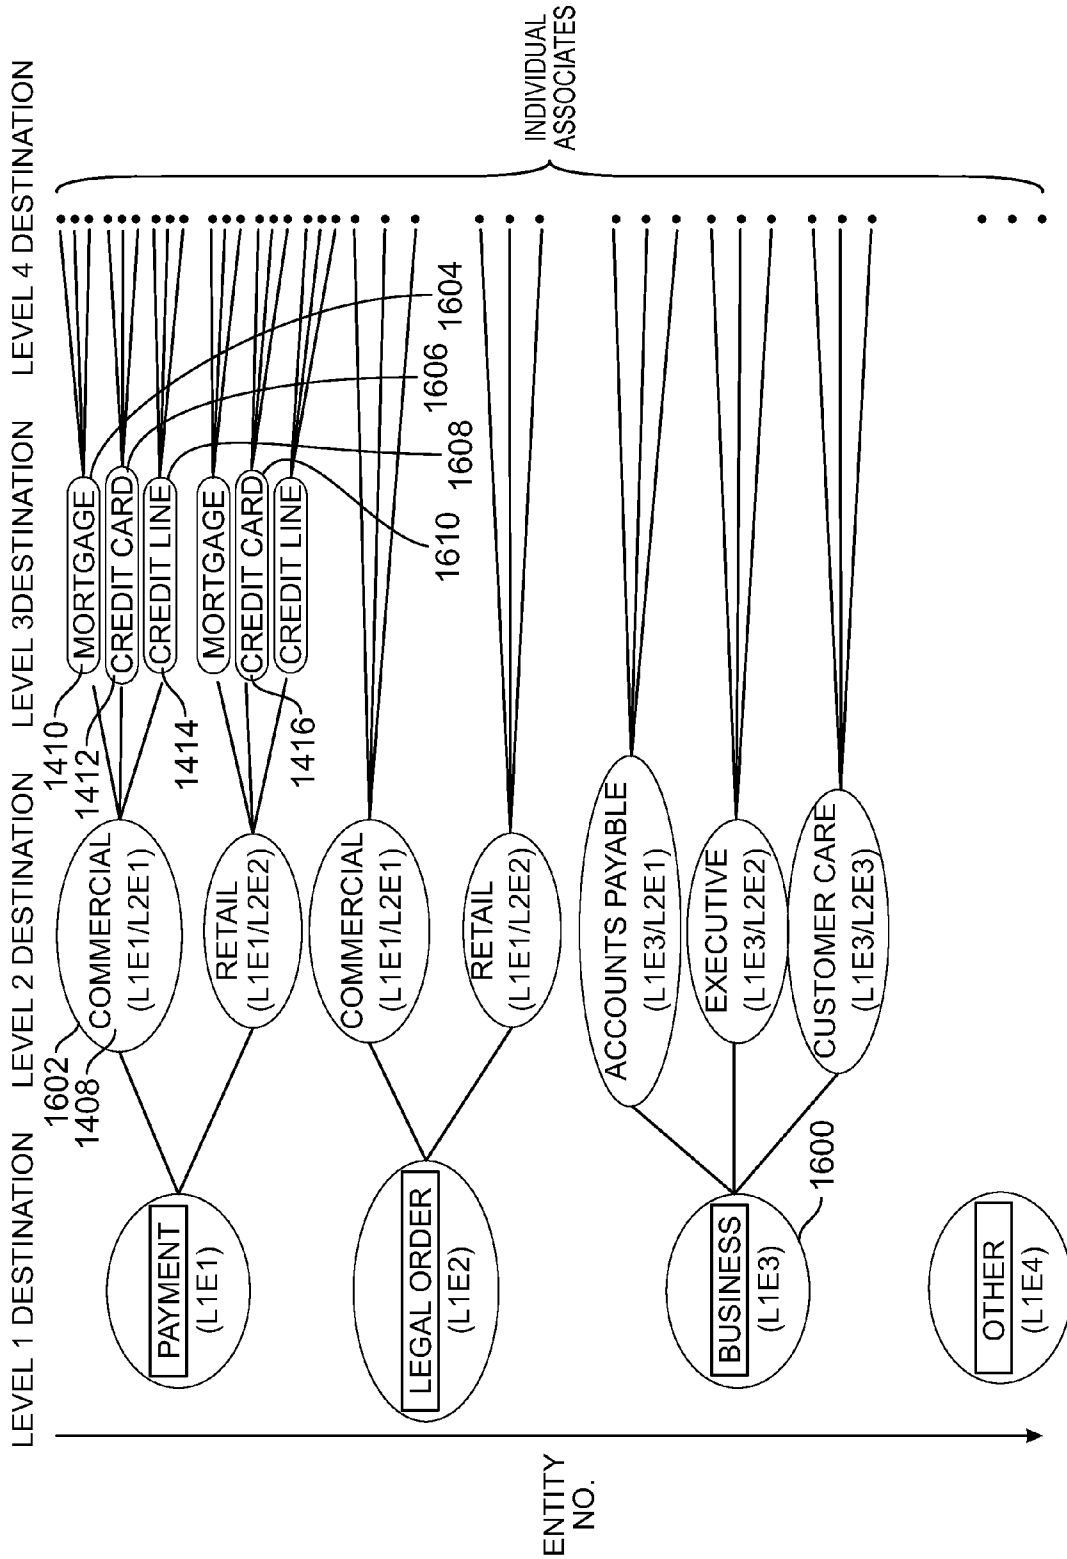 LEVEL 1 DESTINATION
LEVEL 2 DESTINATION
LEVEL 3DESTINATION
LEVEL 4 DESTINATION
ENTITY
NO.
PAYMENT
(L1E1)
1602
1408
COMMERCIAL
(L1E1/L2E1)
RETAIL
(L1E1/L2E2)
1410
MORTGAGE
1412
CREDIT CARD
1414
CREDIT LINE
MORTGAGE
CREDIT CARD
1416
CREDIT LINE
1604
1606
1608
1610
LEGAL ORDER
(L1E2)
COMMERCIAL
(L1E1/L2E1)
RETAIL
(L1E1/L2E2)
BUSINESS
(L1E3)
1600
ACCOUNTS PAYABLE
(L1E3/L2E1)
EXECUTIVE
(L1E3/L2E2)
CUSTOMER CARE
(L1E3/L2E3)
OTHER
(L1E4)
INDIVIDUAL
ASSOCIATES